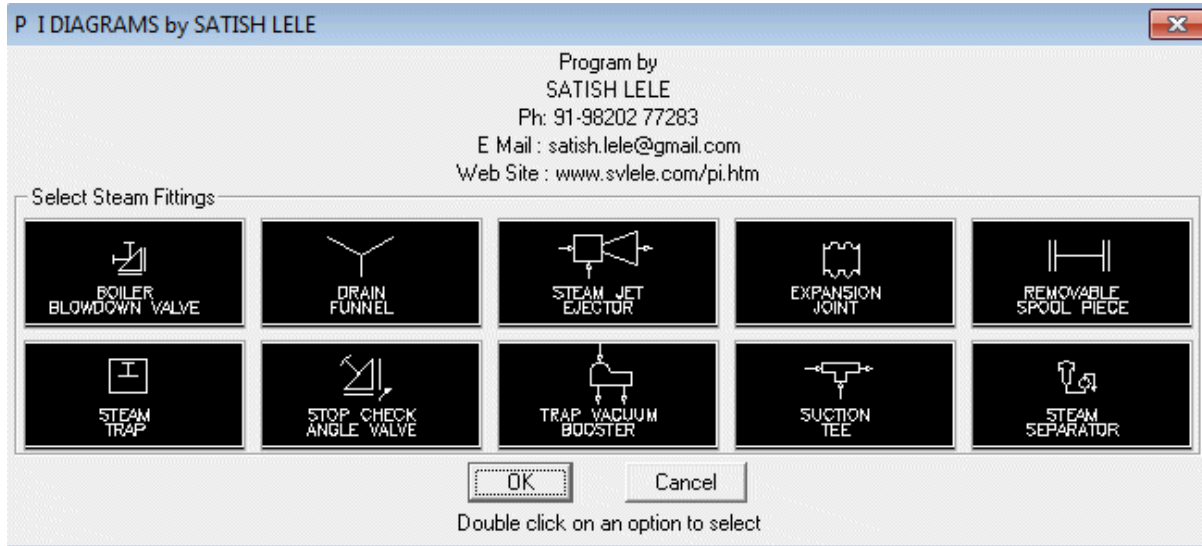 P I DIAGRAMS by SATISH LELE
Program by
SATISH LELE
Ph: 91-98202 77283
E Mail : satish.lele@gmail.com
Web Site : www.svlele.com/pi.htm
Select Steam Fittings
BOILER
BLOWDOWN VALVE
DRAIN
FUNNEL
STEAM JET
EJECTOR
EXPANSION
JOINT
REMOVABLE
SPOOL PIECE
STEAM
TRAP
STOP CHECK
ANGLE VALVE
TRAP VACUUM
BOOSTER
SUCTION
TEE
STEAM
SEPARATOR
OK
Cancel
Double click on an option to select